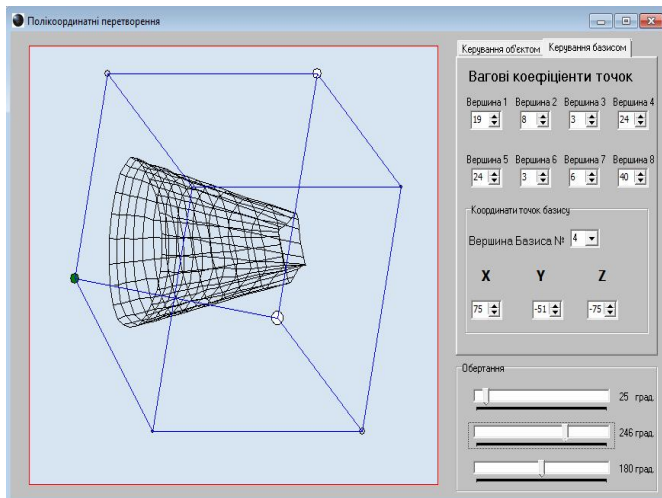 Полікоординатні перетворення
Керування об'єктом Керування базисом
Вагові коефіцієнти точок
Вершина 1 Вершина 2 Вершина 3 Вершина 4
19 8 3 24
Вершина 5 Вершина 6 Вершина 7 Вершина 8
24 3 6 40
Координати точок базису
Вершина Базиса № 4
X Y Z
75 -51 -75
Обертання
25 град.
246 град.
180 град.